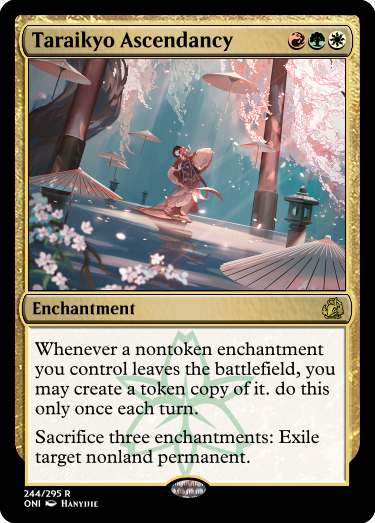 Taraikyo Ascendancy
Enchantment
Whenever a nontoken enchantment
you control leaves the battlefield, you
may create a token copy of it. do this
only once each turn.
Sacrifice three enchantments: Exile
target nonland permanent.
244/295 R
ONI Hanyijie